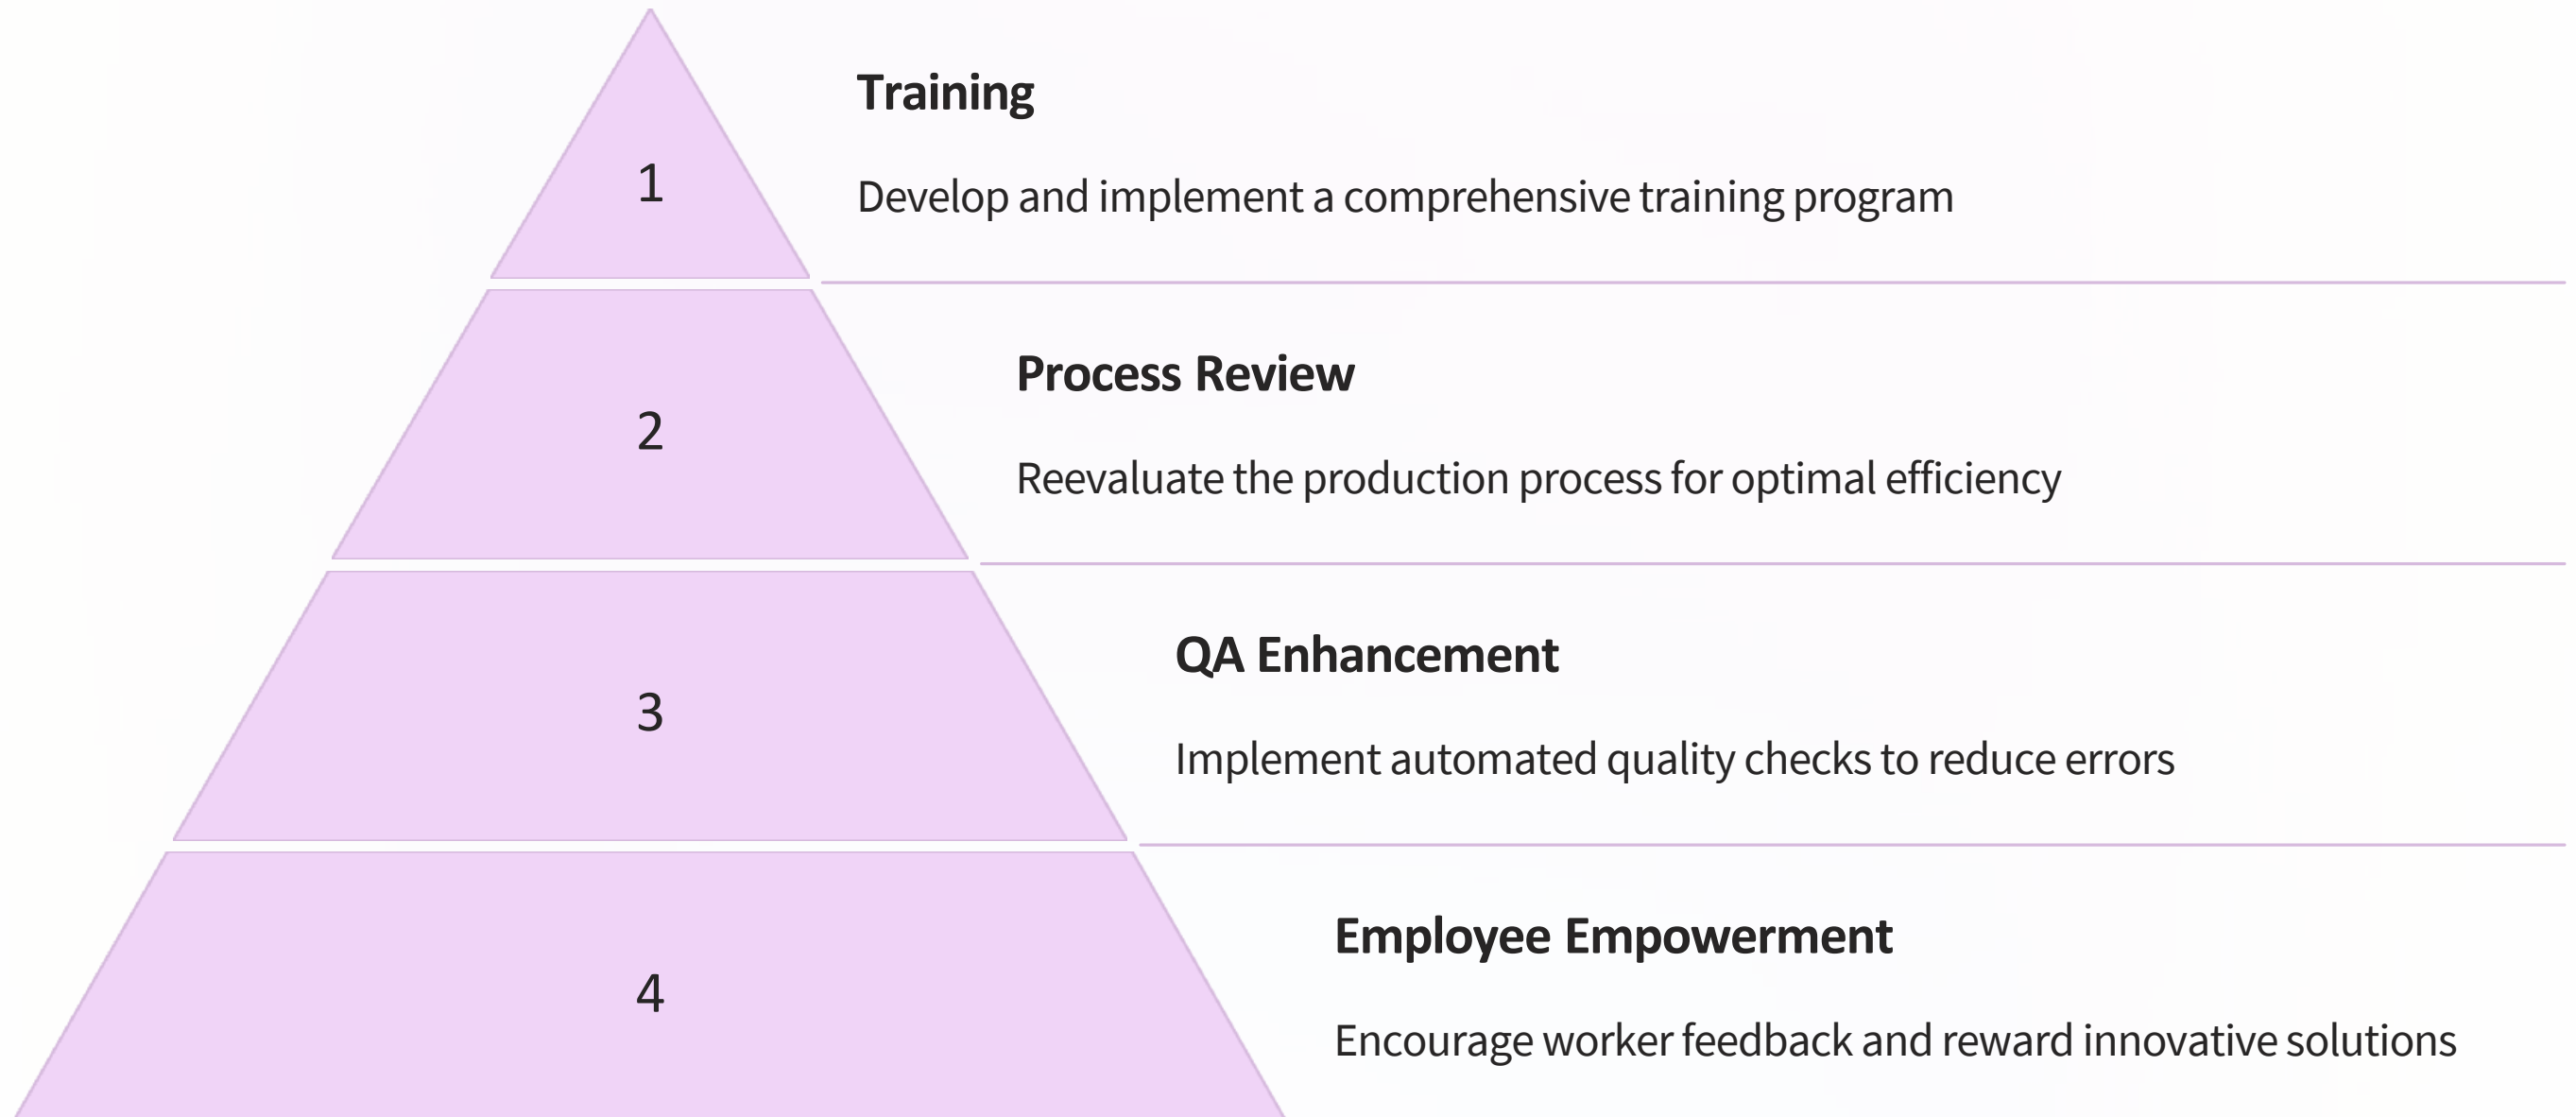 1
Training
Develop and implement a comprehensive training program
2
Process Review
Reevaluate the production process for optimal efficiency
3
QA Enhancement
Implement automated quality checks to reduce errors
4
Employee Empowerment
Encourage worker feedback and reward innovative solutions